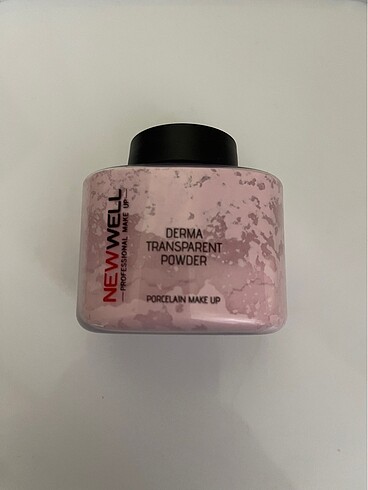 NEWWELL
PROFESSIONAL MAKE UP
DERMA
TRANSPARENT
POWDER
PORCELAIN MAKE UP